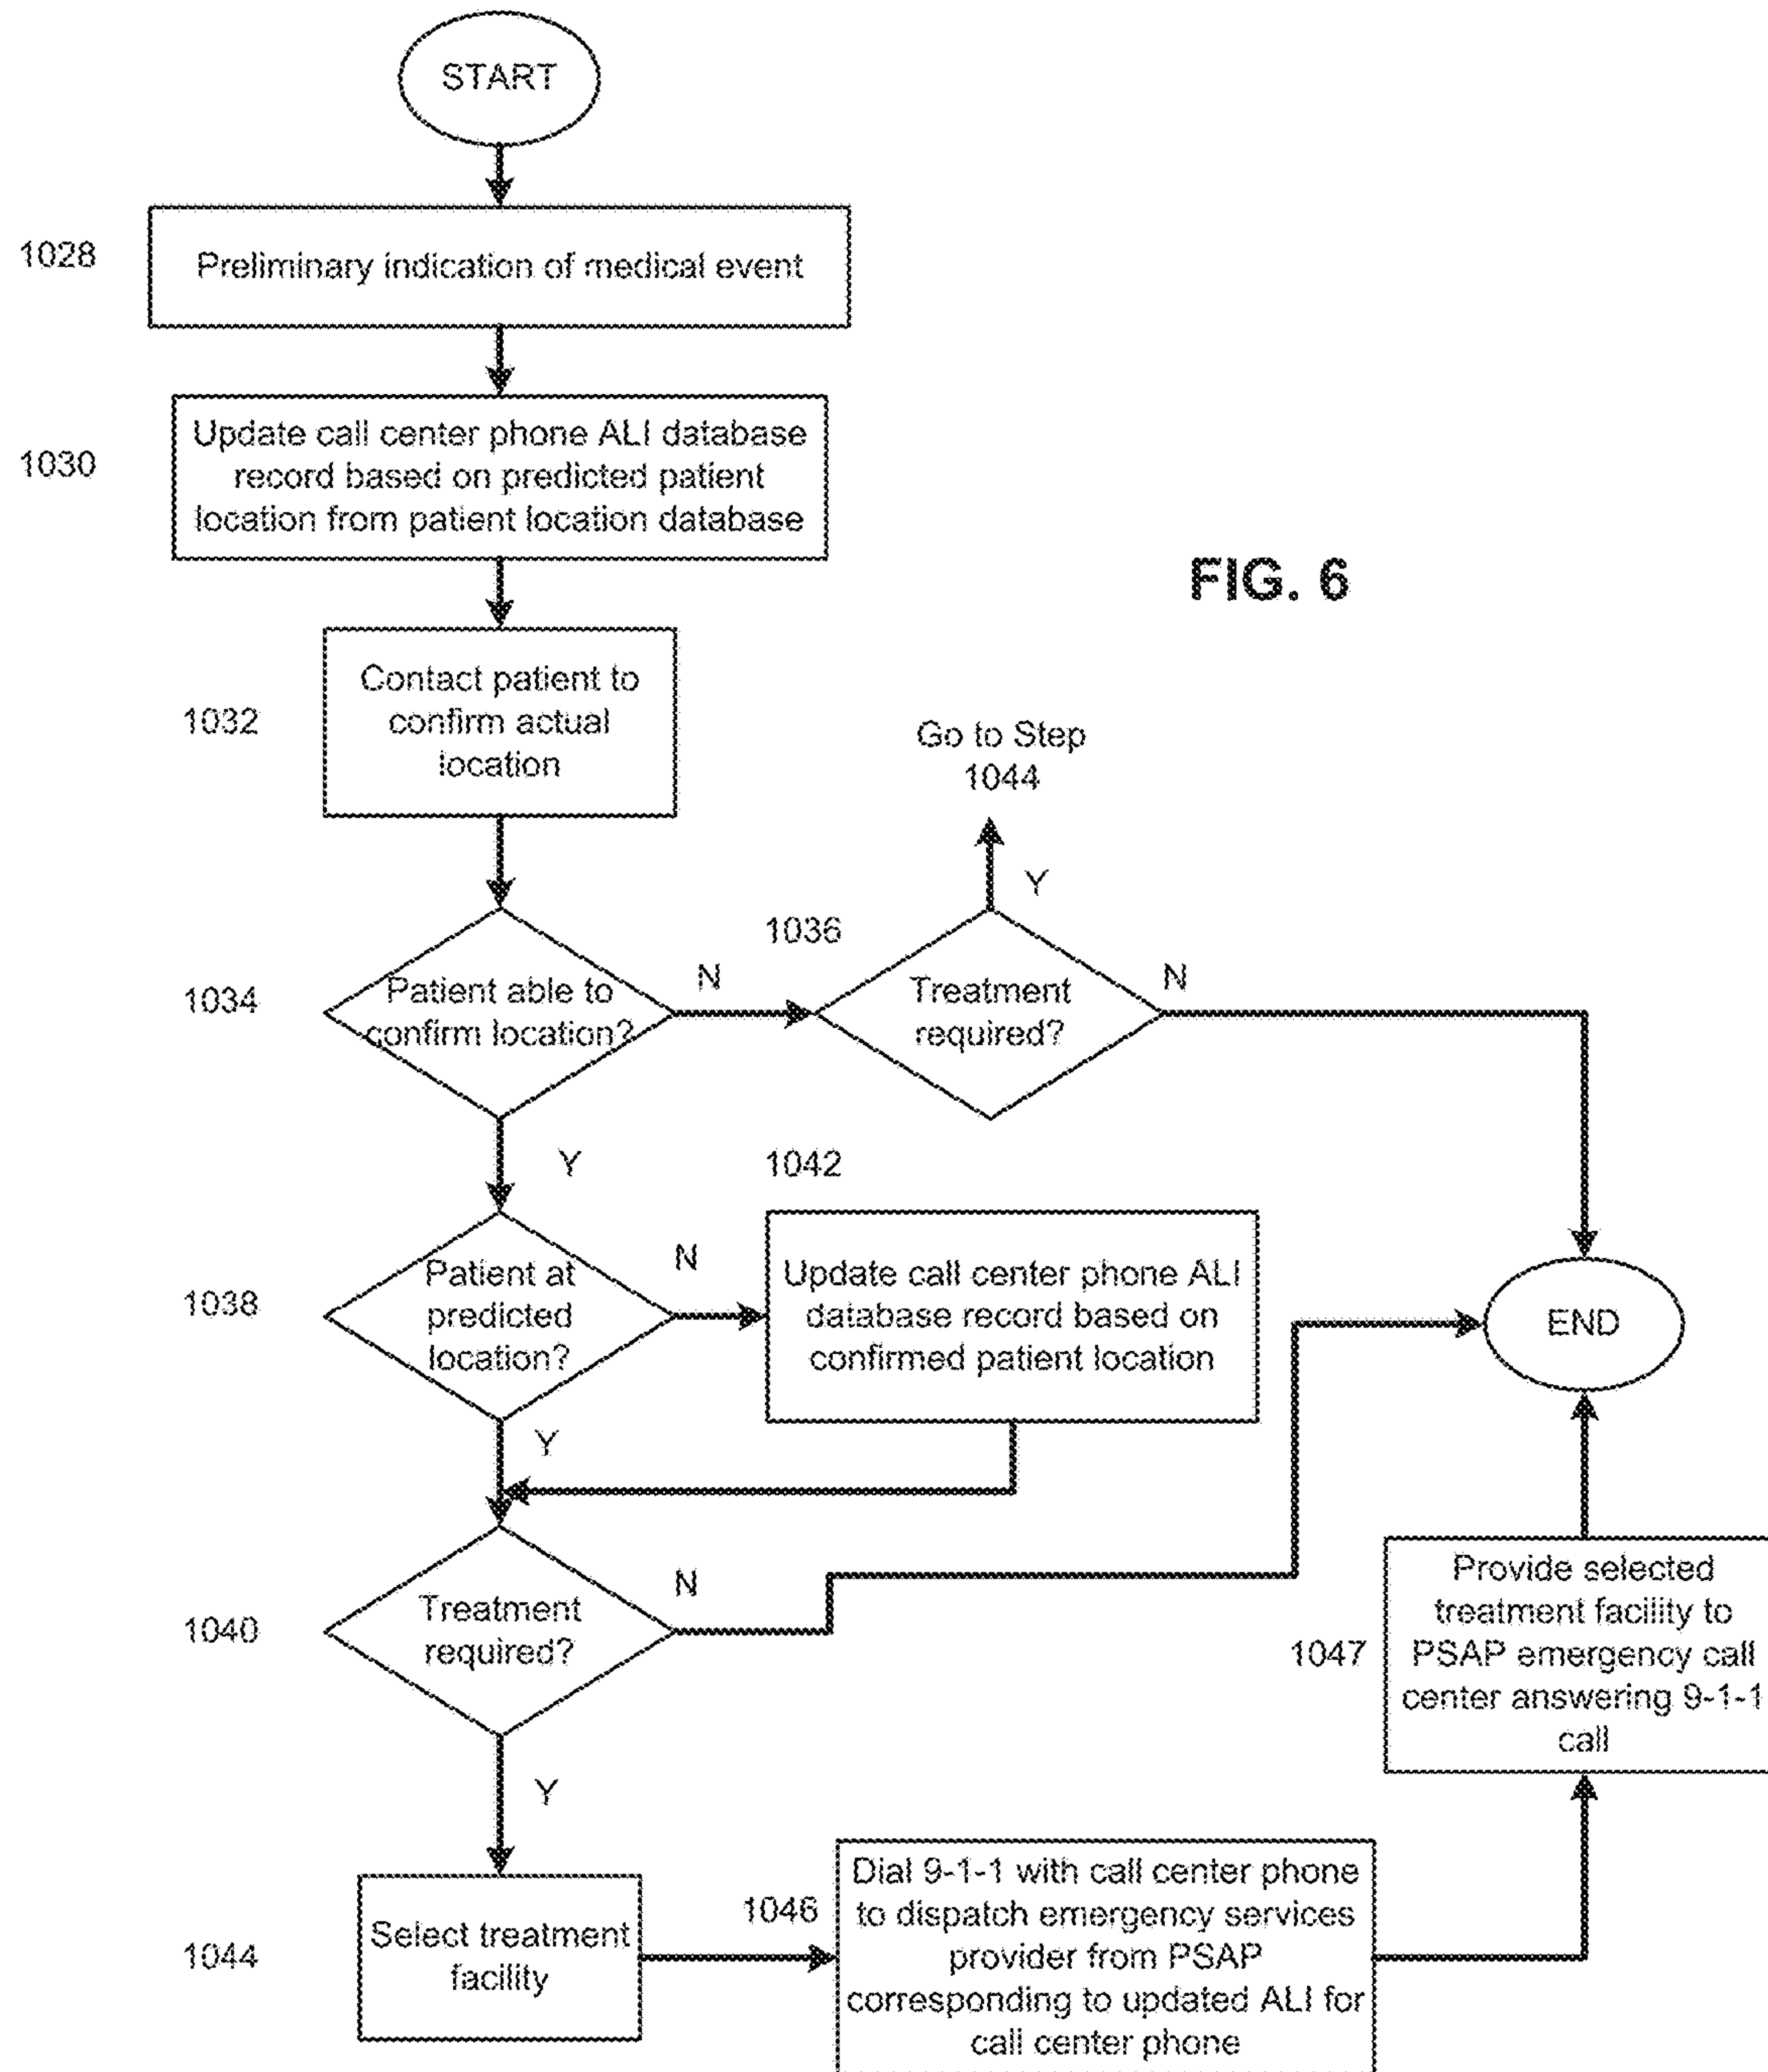 START
1028
Preliminary indication of medical event
1030
Update call center phone ALI database
record based on predicted patient
location from patient location database
FIG. 6
1032
Contact patient to
confirm actual
location
Go to Step
1044
Y
1034
Patient able to
confirm location?
N
1036
Treatment
required?
N
Y
1042
1038
Patient at
predicted
location?
N
Update call center phone ALI
database record based on
confirmed patient location
END
Y
1040
Treatment
required?
N
1047
Provide selected
treatment facility to
PSAP emergency call
center answering 9-1-1
call
Y
1044
Select treatment
facility
1046
Dial 9-1-1 with call center phone
to dispatch emergency services
provider from PSAP
corresponding to updated ALI for
call center phone